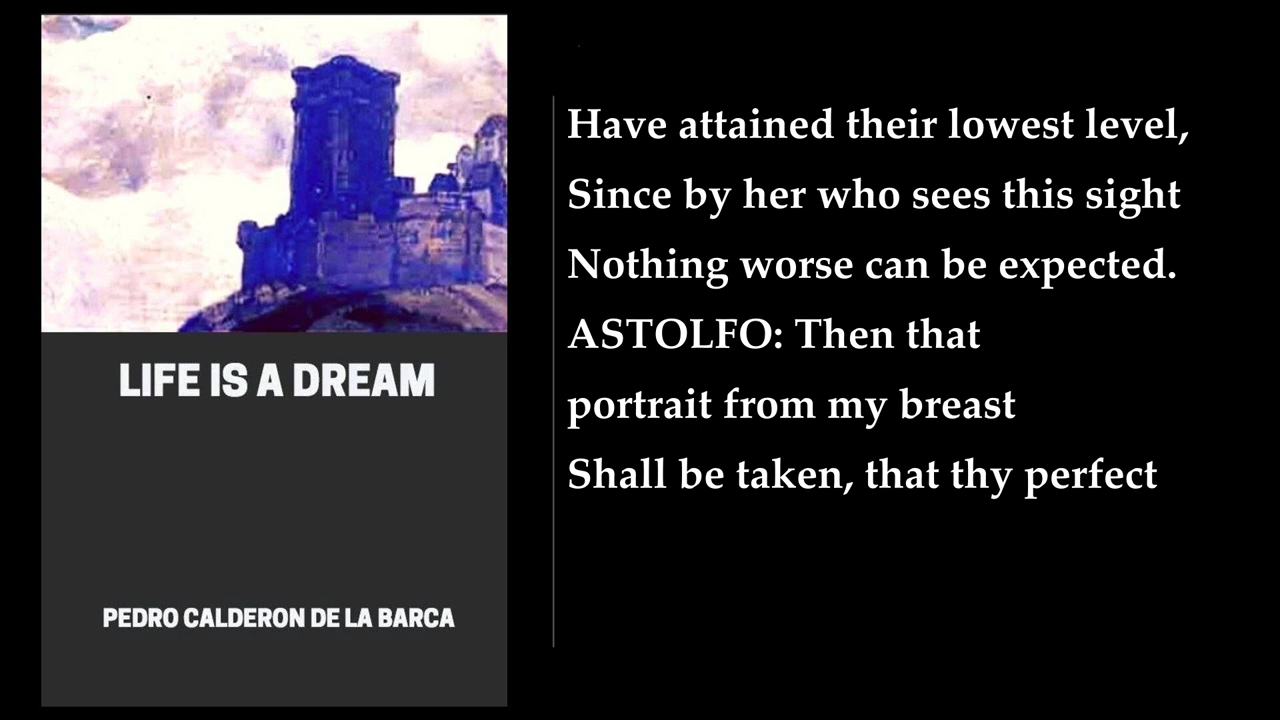 LIFE IS A DREAM
PEDRO CALDERON DE LA BARCA
Have attained their lowest level,
Since by her who sees this sight
Nothing worse can be expected.
ASTOLFO: Then that
portrait from my breast
Shall be taken, that thy perfect